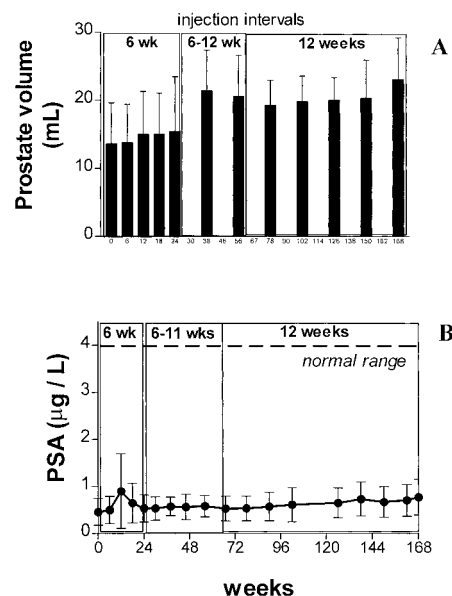 injection intervals
6 wk 6-12 wk 12 weeks A
Prostate volume
(mL)
30
20
10
0
0 6 12 18 24 30 38 46 56 67 78 90 102 114 126 138 150 162 168
6 wk 6-11 wks 12 weeks B
normal range
PSA (µg / L)
4
3
2
1
0
0 24 48 72 96 120 144 168
weeks